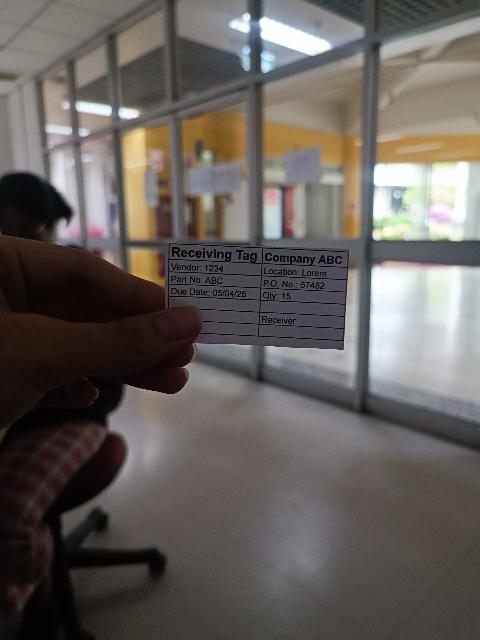 Receiving Tag Company ABC
Vendor: 1234 Location: Lorem
Part No. ABC P.O. No.: 57482
Due Date: 05/04/25 Qty: 15
Receiver